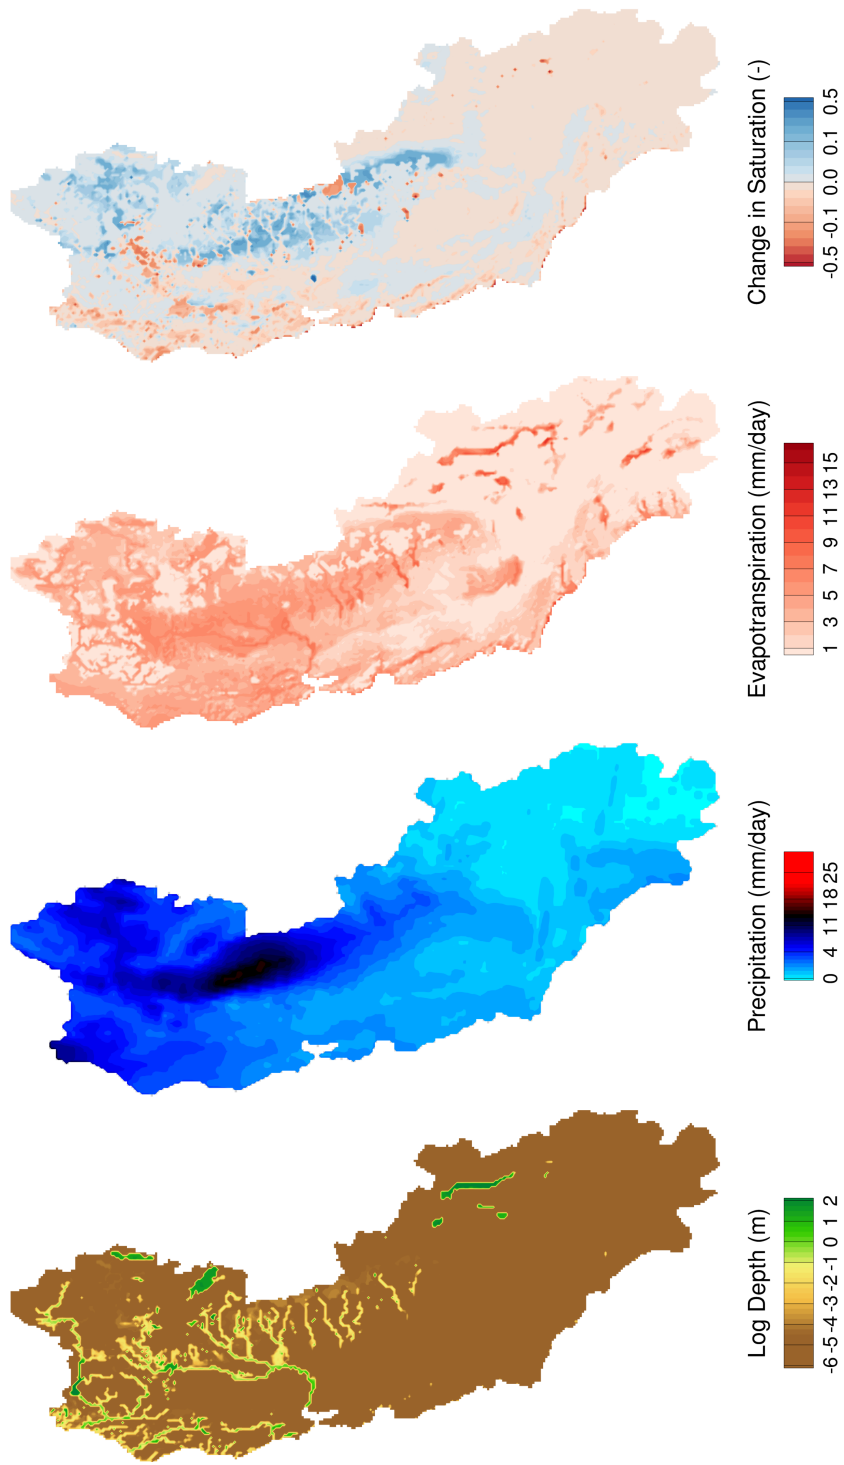 Log Depth (m)
-6 -5 -4 -3 -2 -1 0 1 2
Precipitation (mm/day)
0 4 11 18 25
Evapotranspiration (mm/day)
1 3 5 7 9 11 13 15
Change in Saturation (-)
-0.5 -0.1 0.0 0.1 0.5